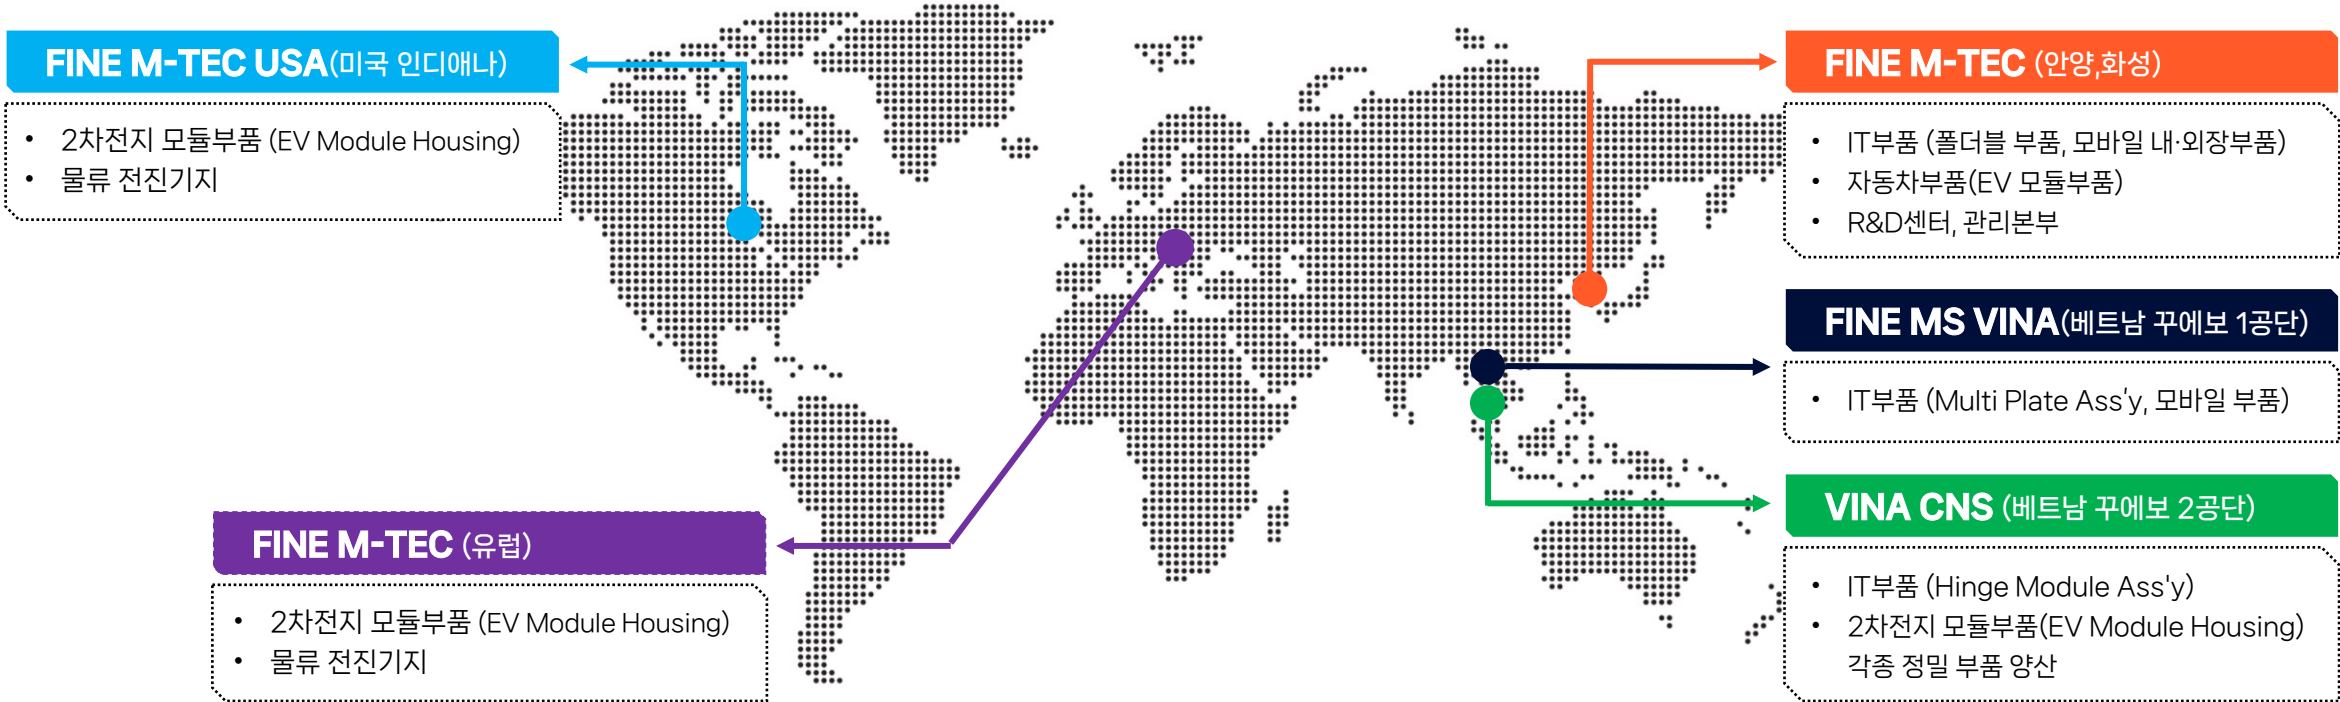 FINE M-TEC USA(미국 인디애나)
• 2차전지 모듈부품 (EV Module Housing)
• 물류 전진기지
FINE M-TEC (안양,화성)
• IT부품 (폴더블 부품, 모바일 내·외장부품)
• 자동차부품(EV 모듈부품)
• R&D센터, 관리본부
FINE MS VINA(베트남 꾸에보 1공단)
• IT부품 (Multi Plate Ass'y, 모바일 부품)
VINA CNS (베트남 꾸에보 2공단)
• IT부품 (Hinge Module Ass'y)
• 2차전지 모듈부품(EV Module Housing)
각종 정밀 부품 양산
FINE M-TEC (유럽)
• 2차전지 모듈부품 (EV Module Housing)
• 물류 전진기지